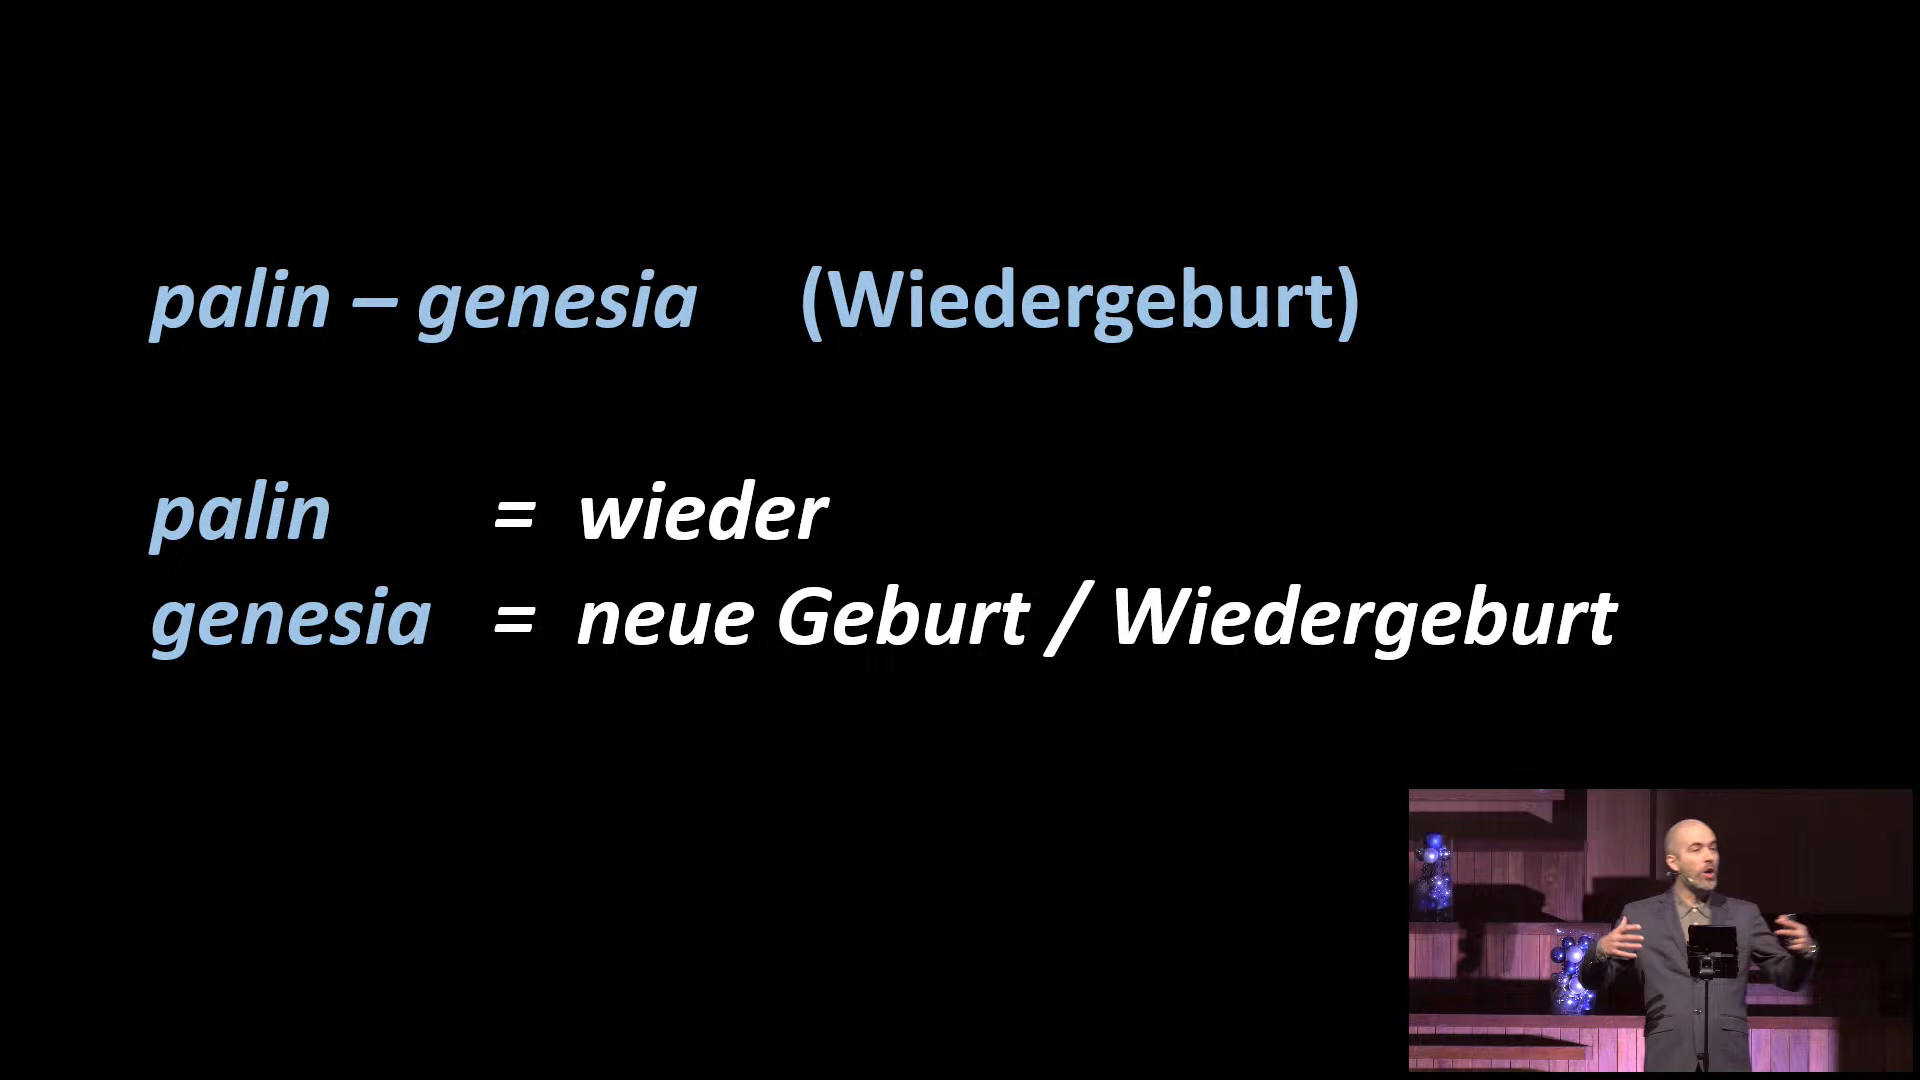 palin – genesia (Wiedergeburt)
palin = wieder
genesia = neue Geburt / Wiedergeburt